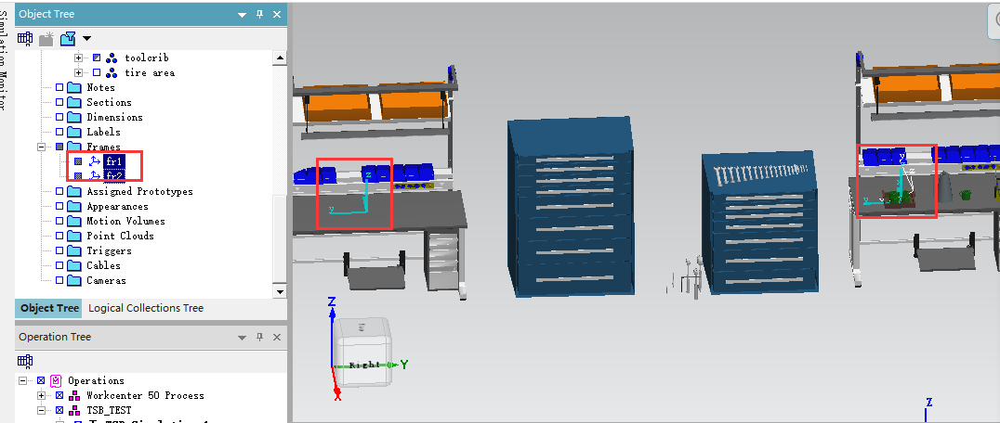 Simulation Monitor
Object Tree
toolcrib
tire area
Notes
Sections
Dimensions
Labels
Frames
fr1
fr2
Assigned Prototypes
Appearances
Motion Volumes
Point Clouds
Triggers
Cables
Cameras
Object Tree Logical Collections Tree
Operation Tree
Operations
Workcenter 50 Process
TSB_TEST
z
y
y
Z
Right
Y
X
Z